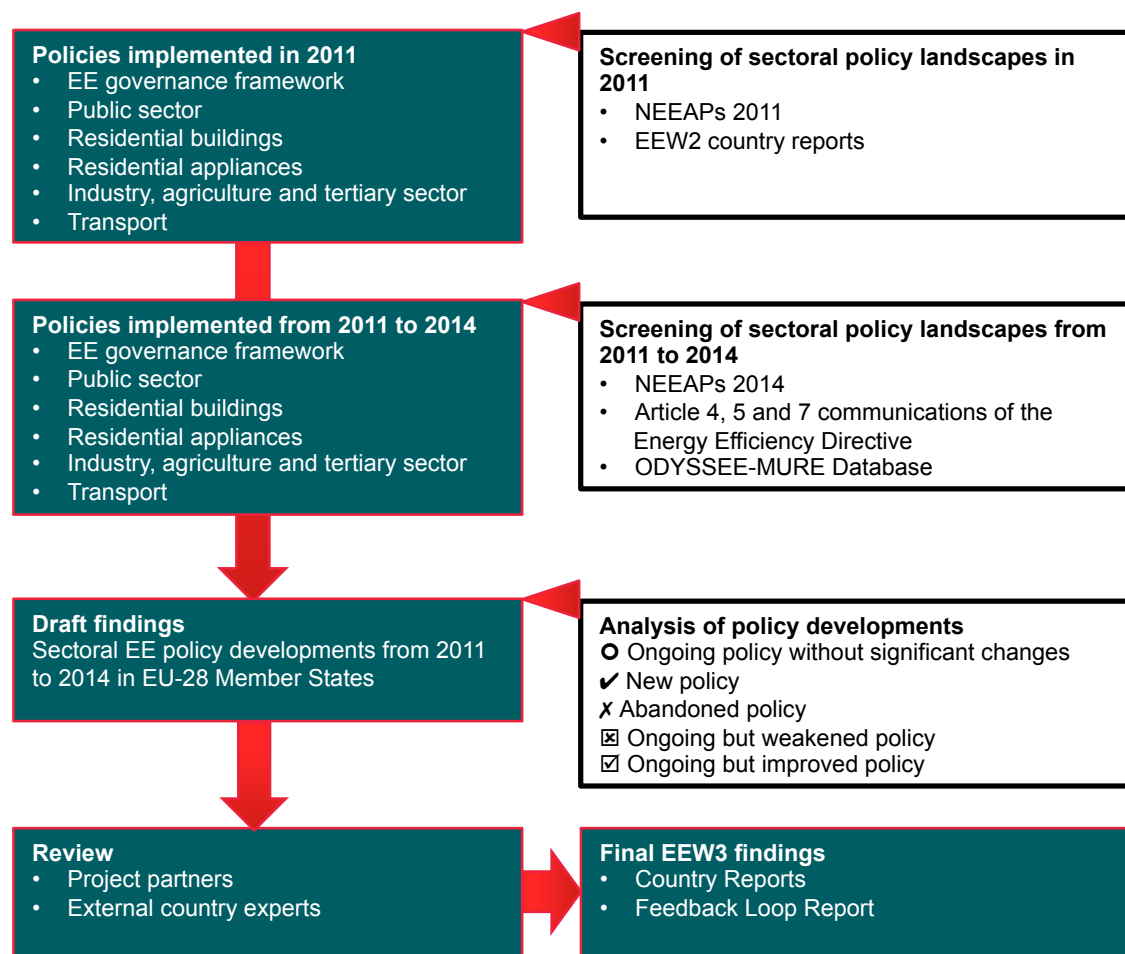 Policies implemented in 2011
• EE governance framework
• Public sector
• Residential buildings
• Residential appliances
• Industry, agriculture and tertiary sector
• Transport
Screening of sectoral policy landscapes in
2011
• NEEAPs 2011
• EEW2 country reports
Policies implemented from 2011 to 2014
• EE governance framework
• Public sector
• Residential buildings
• Residential appliances
• Industry, agriculture and tertiary sector
• Transport
Screening of sectoral policy landscapes from
2011 to 2014
• NEEAPs 2014
• Article 4, 5 and 7 communications of the
Energy Efficiency Directive
• ODYSSEE-MURE Database
Draft findings
Sectoral EE policy developments from 2011
to 2014 in EU-28 Member States
Analysis of policy developments
⭘ Ongoing policy without significant changes
✔ New policy
✗ Abandoned policy
☒ Ongoing but weakened policy
☑ Ongoing but improved policy
Review
• Project partners
• External country experts
Final EEW3 findings
• Country Reports
• Feedback Loop Report